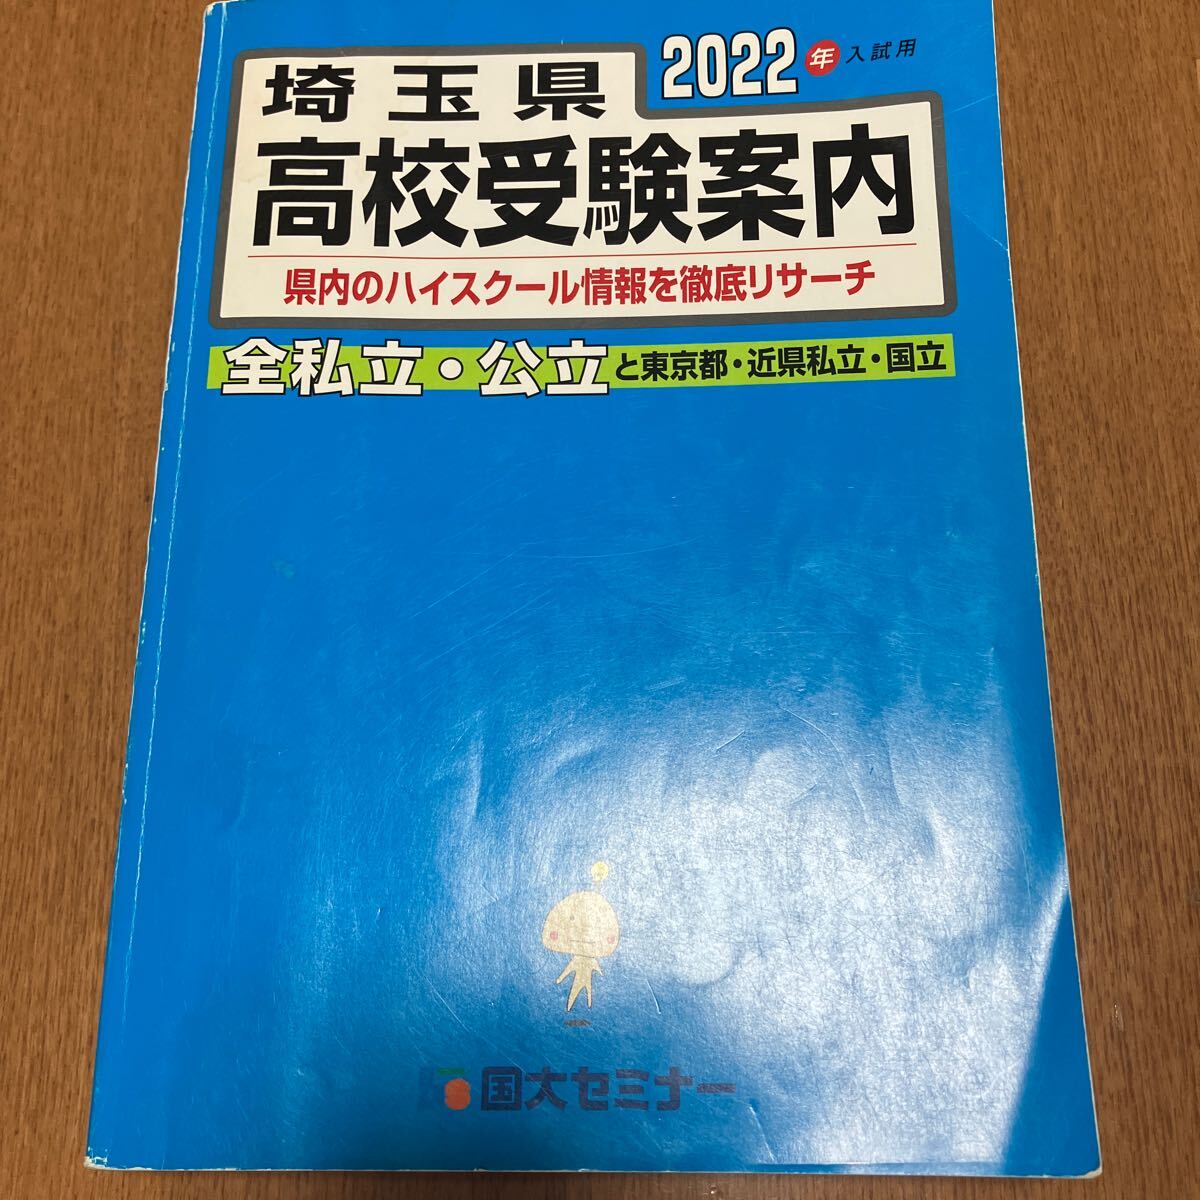 2022年入試用
埼玉県
高校受験案内
県内のハイスクール情報を徹底リサーチ
全私立・公立と東京都・近県私立・国立
国大セミナー